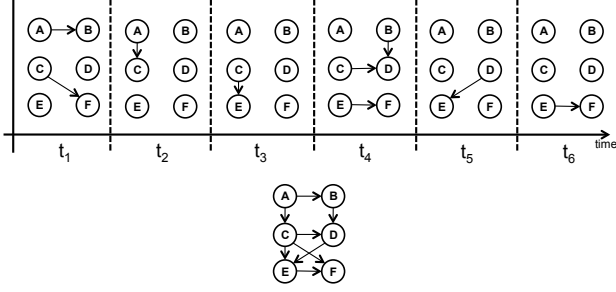 A B A B A B A B A B A B
C D C D C D C D C D C D
E F E F E F E F E F E F
time
t1 t2 t3 t4 t5 t6
A B
C D
E F